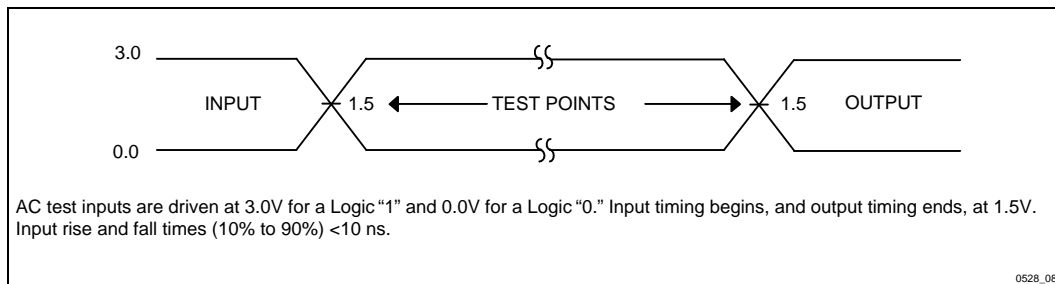 3.0
INPUT 1.5 TEST POINTS 1.5 OUTPUT
0.0
AC test inputs are driven at 3.0V for a Logic “1” and 0.0V for a Logic “0.” Input timing begins, and output timing ends, at 1.5V.
Input rise and fall times (10% to 90%) <10 ns.
0528_08